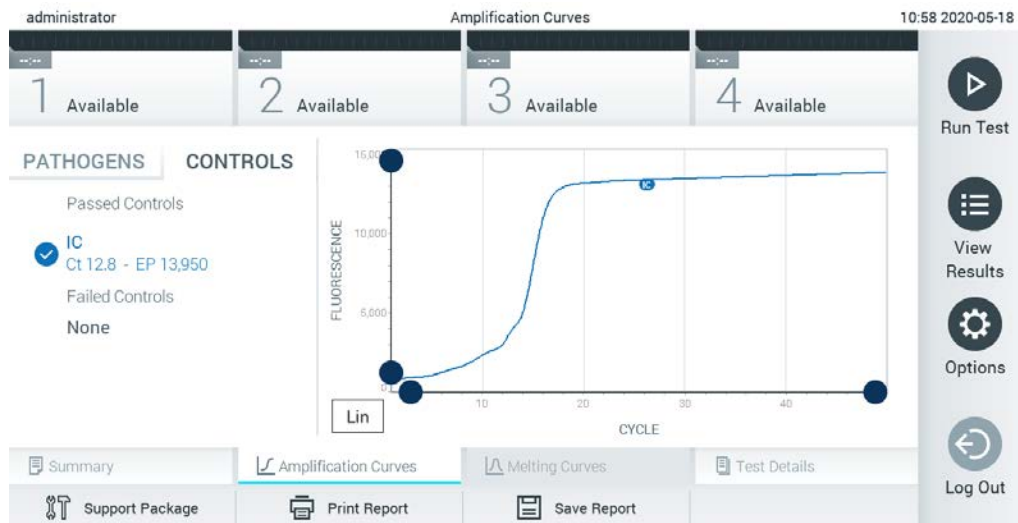 administrator
Amplification Curves
10:58 2020-05-18
--:--
1 Available
--:--
2 Available
--:--
3 Available
--:--
4 Available
Run Test
View
Results
Options
Log Out
PATHOGENS
CONTROLS
Passed Controls
IC
Ct 12.8 - EP 13,950
Failed Controls
None
FLUORESCENCE
10,000
5,000
0
IC
10
20
30
40
CYCLE
Lin
Summary
Amplification Curves
Melting Curves
Test Details
Support Package
Print Report
Save Report